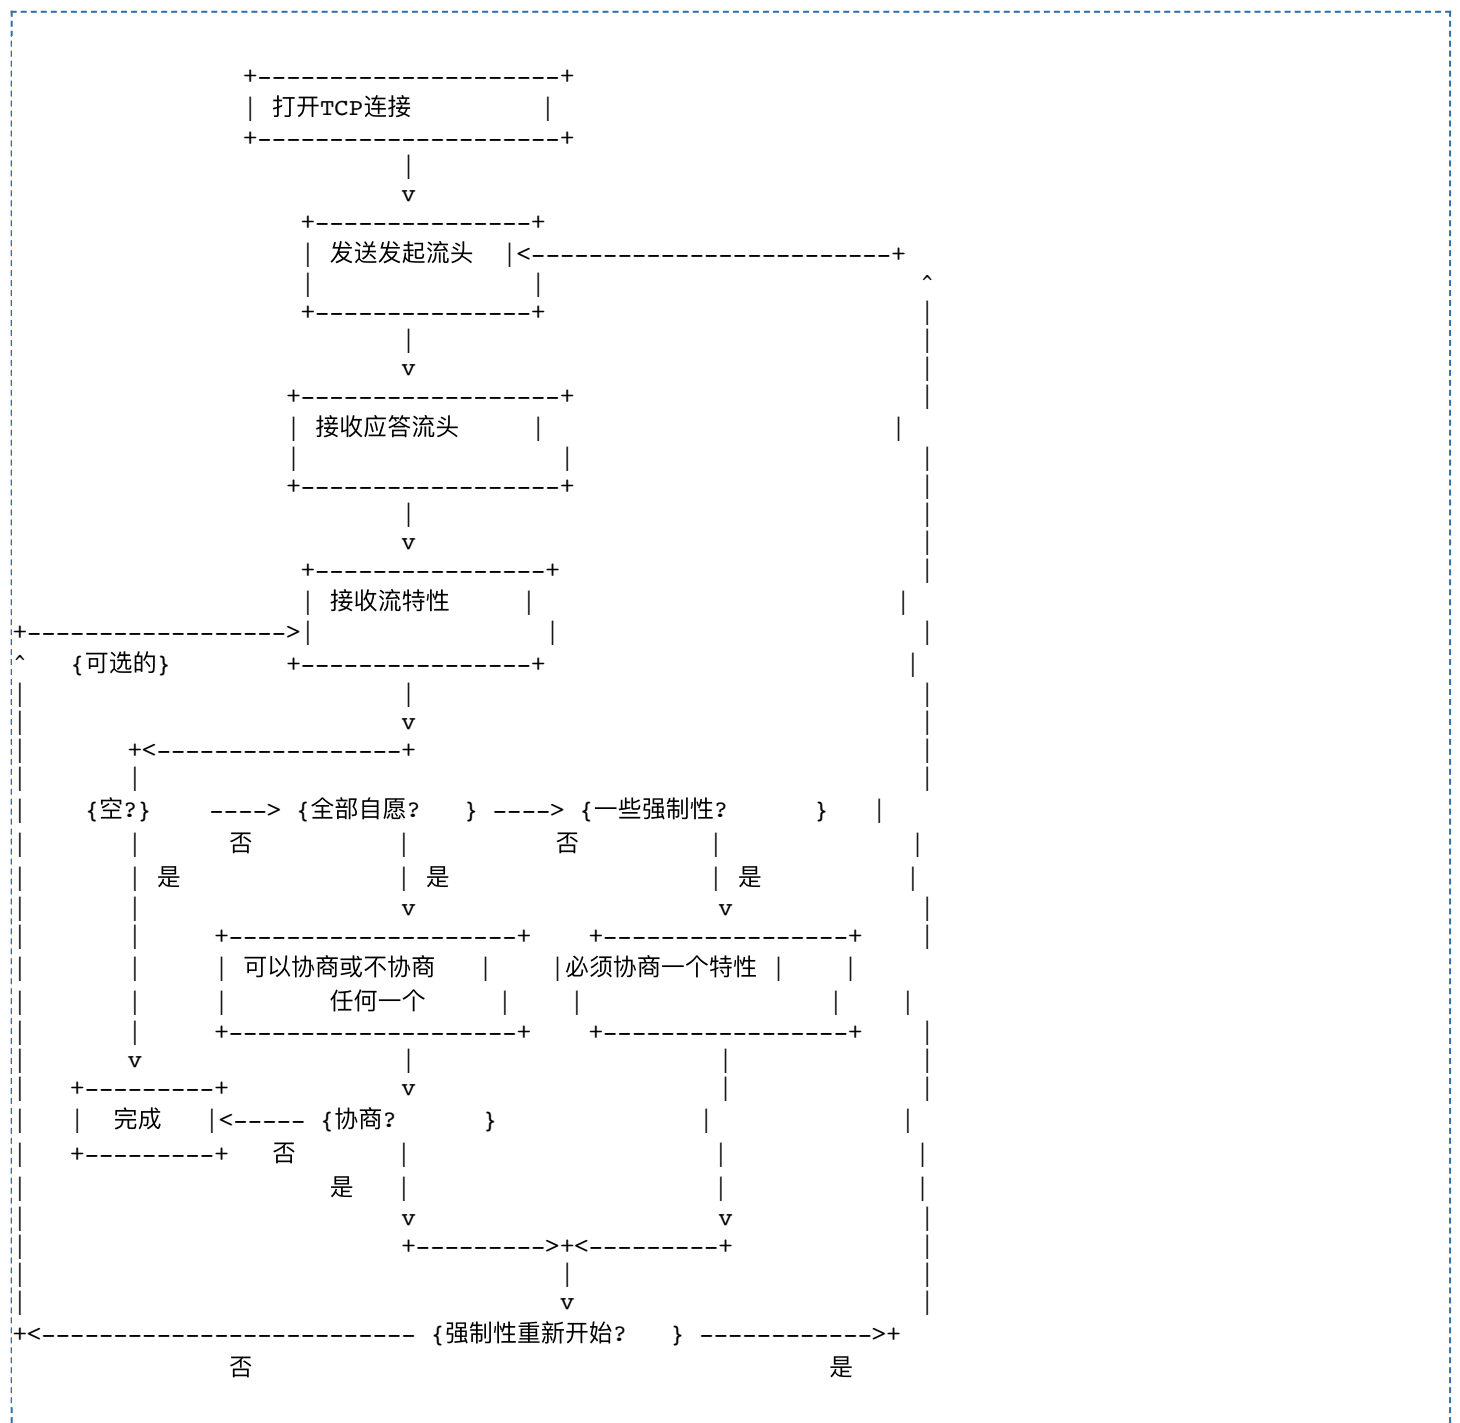 +---------------------+
| 打开TCP连接         |
+---------------------+
|
v
+---------------+
| 发送发起流头  |<-------------------------+
|               |                          ^
+---------------+                          |
|                                   |
v                                   |
+------------------+                        |
| 接收应答流头     |                        |
|                  |                        |
+------------------+                        |
|                                   |
v                                   |
+----------------+                         |
| 接收流特性     |                         |
+------------------>|                |                         |
^   {可选的}        +----------------+                         |
|                          |                                   |
|                          v                                   |
|       +<-----------------+                                   |
|       |                                                      |
|    {空?}    ----> {全部自愿?   } ----> {一些强制性?      }   |
|       |      否          |          否         |             |
|       | 是               | 是                  | 是          |
|       |                  v                     v             |
|       |     +--------------------+    +-----------------+    |
|       |     | 可以协商或不协商   |    |必须协商一个特性 |    |
|       |     |       任何一个     |    |                 |    |
|       |     +--------------------+    +-----------------+    |
|       v                  |                     |             |
|   +---------+            v                     |             |
|   |  完成   |<----- {协商?      }              |             |
|   +---------+   否       |                     |             |
|                     是   |                     |             |
|                          v                     v             |
|                          +--------->+<---------+             |
|                                     |                        |
|                                     v                        |
+<-------------------------- {强制性重新开始?   } ------------>+
否                                        是